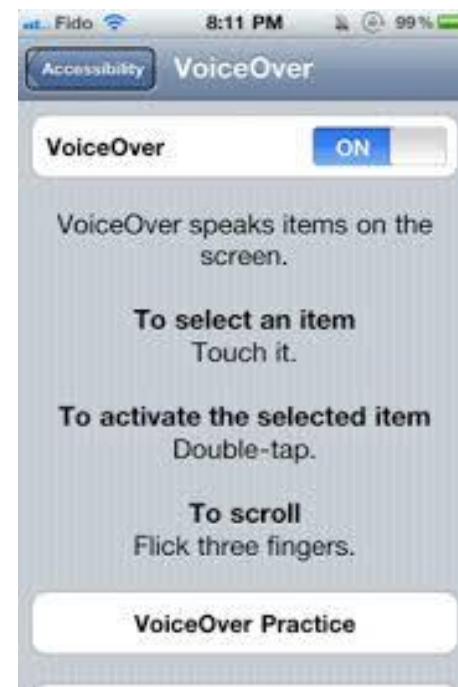 Fido 8:11 PM 99%
Accessibility VoiceOver
VoiceOver ON
VoiceOver speaks items on the
screen.
To select an item
Touch it.
To activate the selected item
Double-tap.
To scroll
Flick three fingers.
VoiceOver Practice